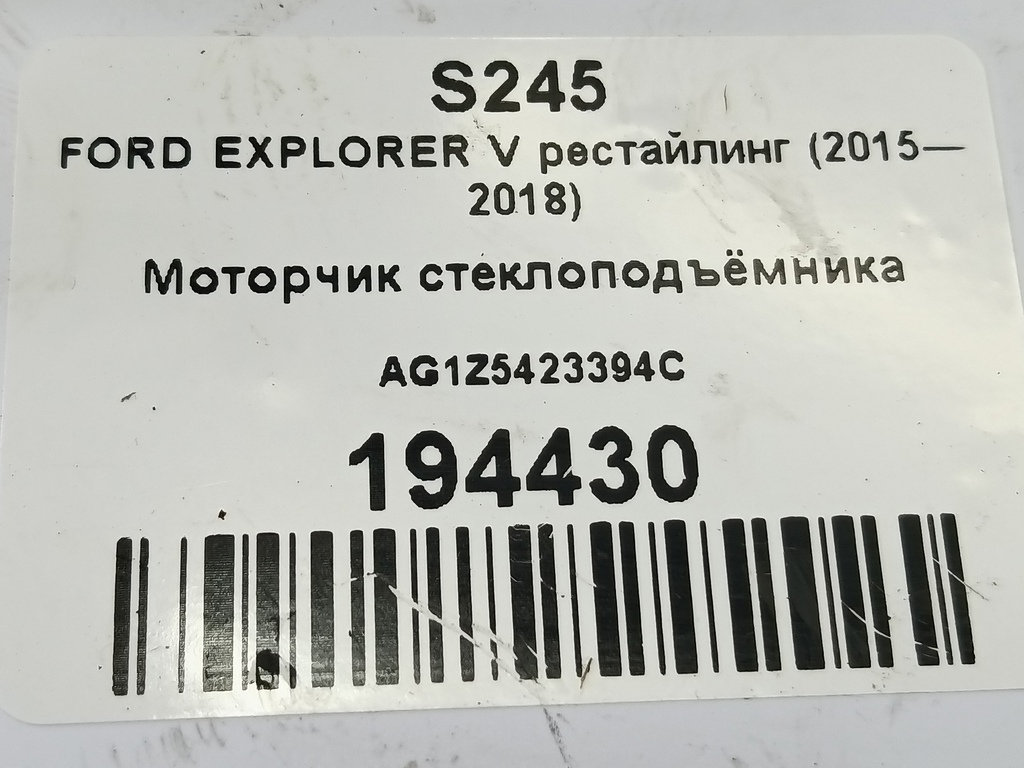 S245
FORD EXPLORER V рестайлинг (2015—
2018)
Моторчик стеклоподъёмника
AG1Z5423394C
194430